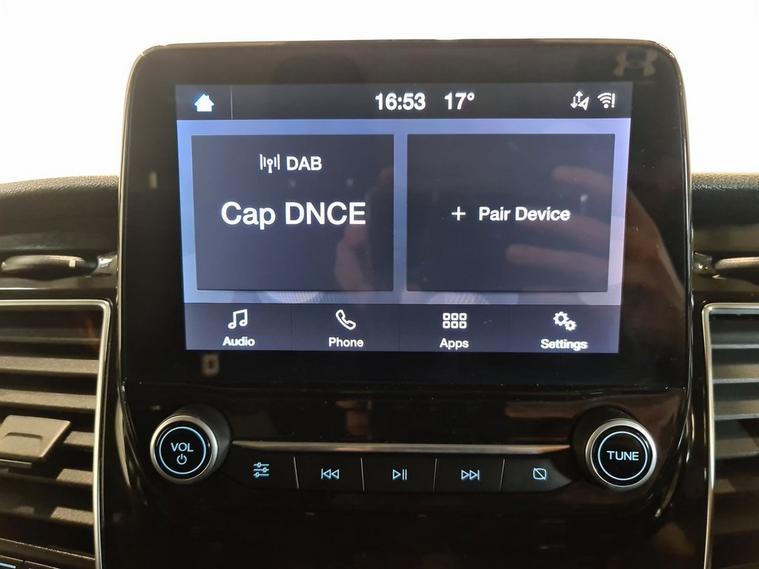 16:53 17°
DAB
Cap DNCE
+ Pair Device
Audio
Phone
Apps
Settings
VOL
TUNE